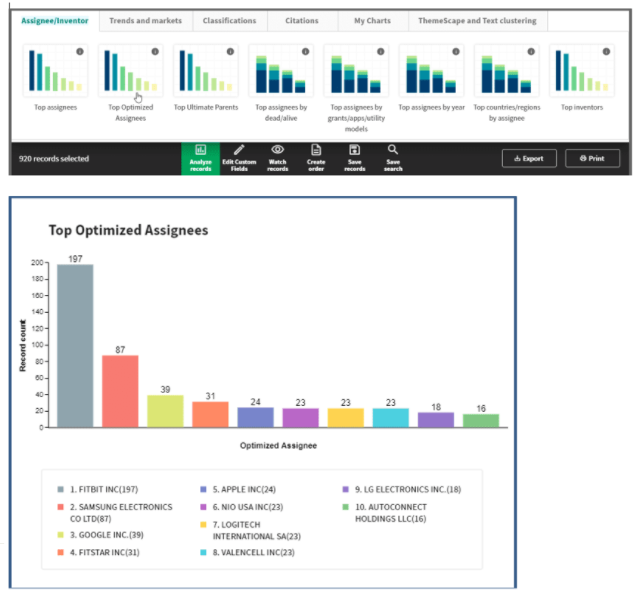 Assignee/Inventor
Trends and markets
Classifications
Citations
My Charts
ThemeScape and Text clustering
Top assignees
Top Optimized
Assignees
Top Ultimate Parents
Top assignees by
dead/alive
Top assignees by
grants/apps/utility
models
Top assignees by year
Top countries/regions
by assignee
Top inventors
920 records selected
Analyze
records
Edit Custom
Fields
Watch
records
Create
order
Save
records
Save
search
Export
Print
Top Optimized Assignees
Record count
200
180
160
140
120
100
80
60
40
20
0
197
87
39
31
24
23
23
23
18
16
Optimized Assignee
1. FITBIT INC(197)
2. SAMSUNG ELECTRONICS
CO LTD(87)
3. GOOGLE INC.(39)
4. FITSTAR INC(31)
5. APPLE INC(24)
6. NIO USA INC(23)
7. LOGITECH
INTERNATIONAL SA(23)
8. VALENCELL INC(23)
9. LG ELECTRONICS INC.(18)
10. AUTOCONNECT
HOLDINGS LLC(16)